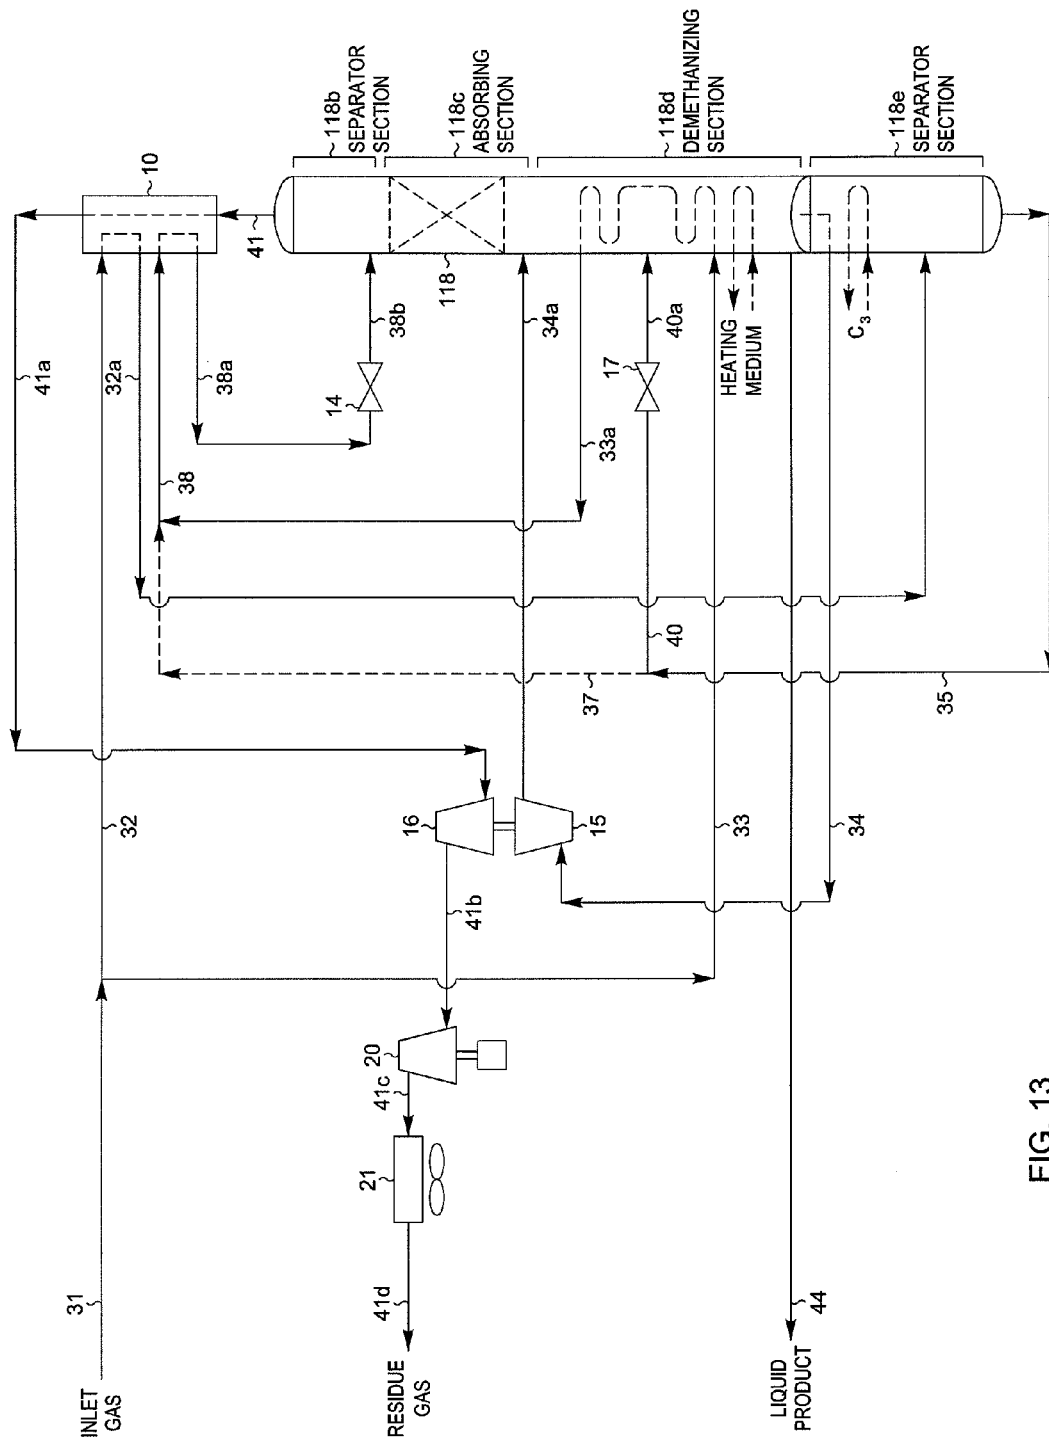 INLET
GAS
31
32
33
RESIDUE
GAS
41d
21
41c
20
41b
16
15
LIQUID
PRODUCT
44
34
35
37
40
38
33a
41a
32a
38a
14
38b
34a
17
40a
10
41
118
HEATING
MEDIUM
C3
118b
SEPARATOR
SECTION
118c
ABSORBING
SECTION
118d
DEMETHANIZING
SECTION
118e
SEPARATOR
SECTION
FIG. 13